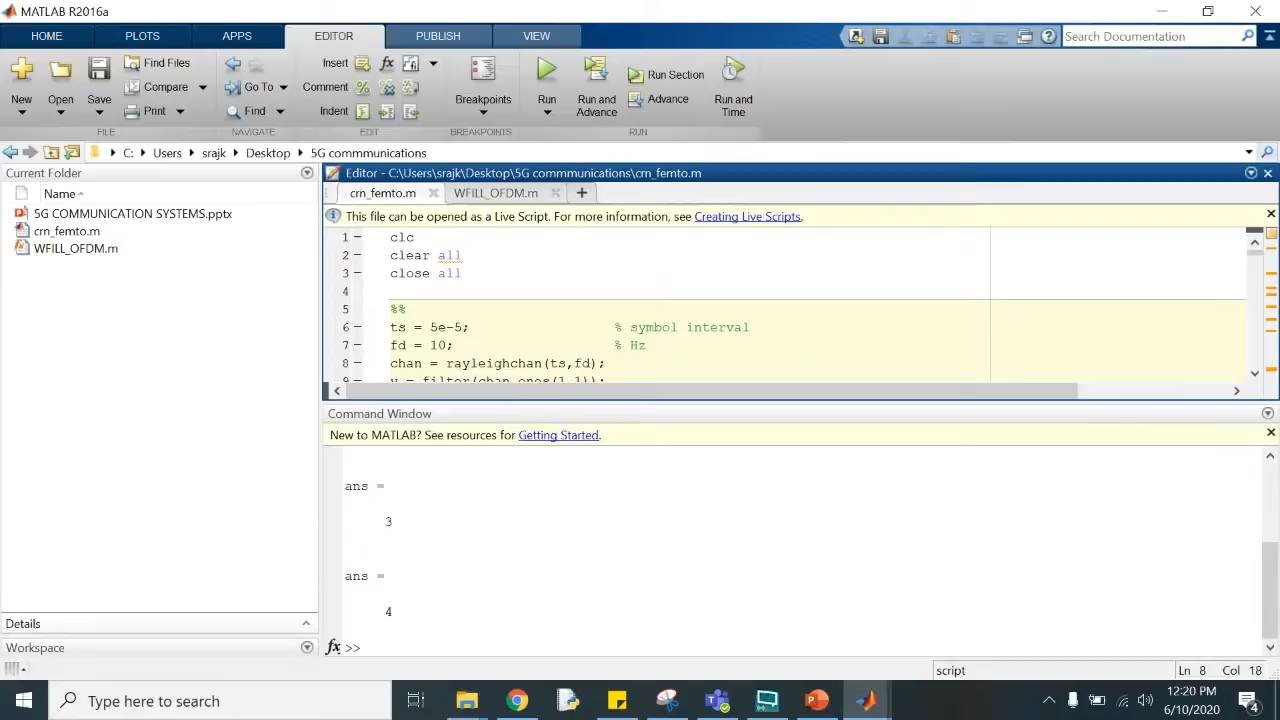 MATLAB R2016a
HOME PLOTS APPS EDITOR PUBLISH VIEW Search Documentation
Find Files Insert fx
Compare Go To Comment Run Section
New Open Save Breakpoints Run Run and Advance Advance Run and Time
Print Find Indent
FILE NAVIGATE EDIT BREAKPOINTS RUN
C: Users srajk Desktop 5G commmunications
Current Folder
Name
5G COMMUNICATION SYSTEMS.pptx
crn_femto.m
WFILL_OFDM.m
Details
Workspace
Editor - C:\Users\srajk\Desktop\5G commmunications\crn_femto.m
crn_femto.m WFILL_OFDM.m
This file can be opened as a Live Script. For more information, see Creating Live Scripts.
1 clc
2 clear all
3 close all
4
5 %%
6 ts = 5e-5; % symbol interval
7 fd = 10; % Hz
8 chan = rayleighchan(ts,fd);
9
Command Window
New to MATLAB? See resources for Getting Started.
ans =
3
ans =
4
fx >>
script Ln 8 Col 18
Type here to search
12:20 PM
6/10/2020
4